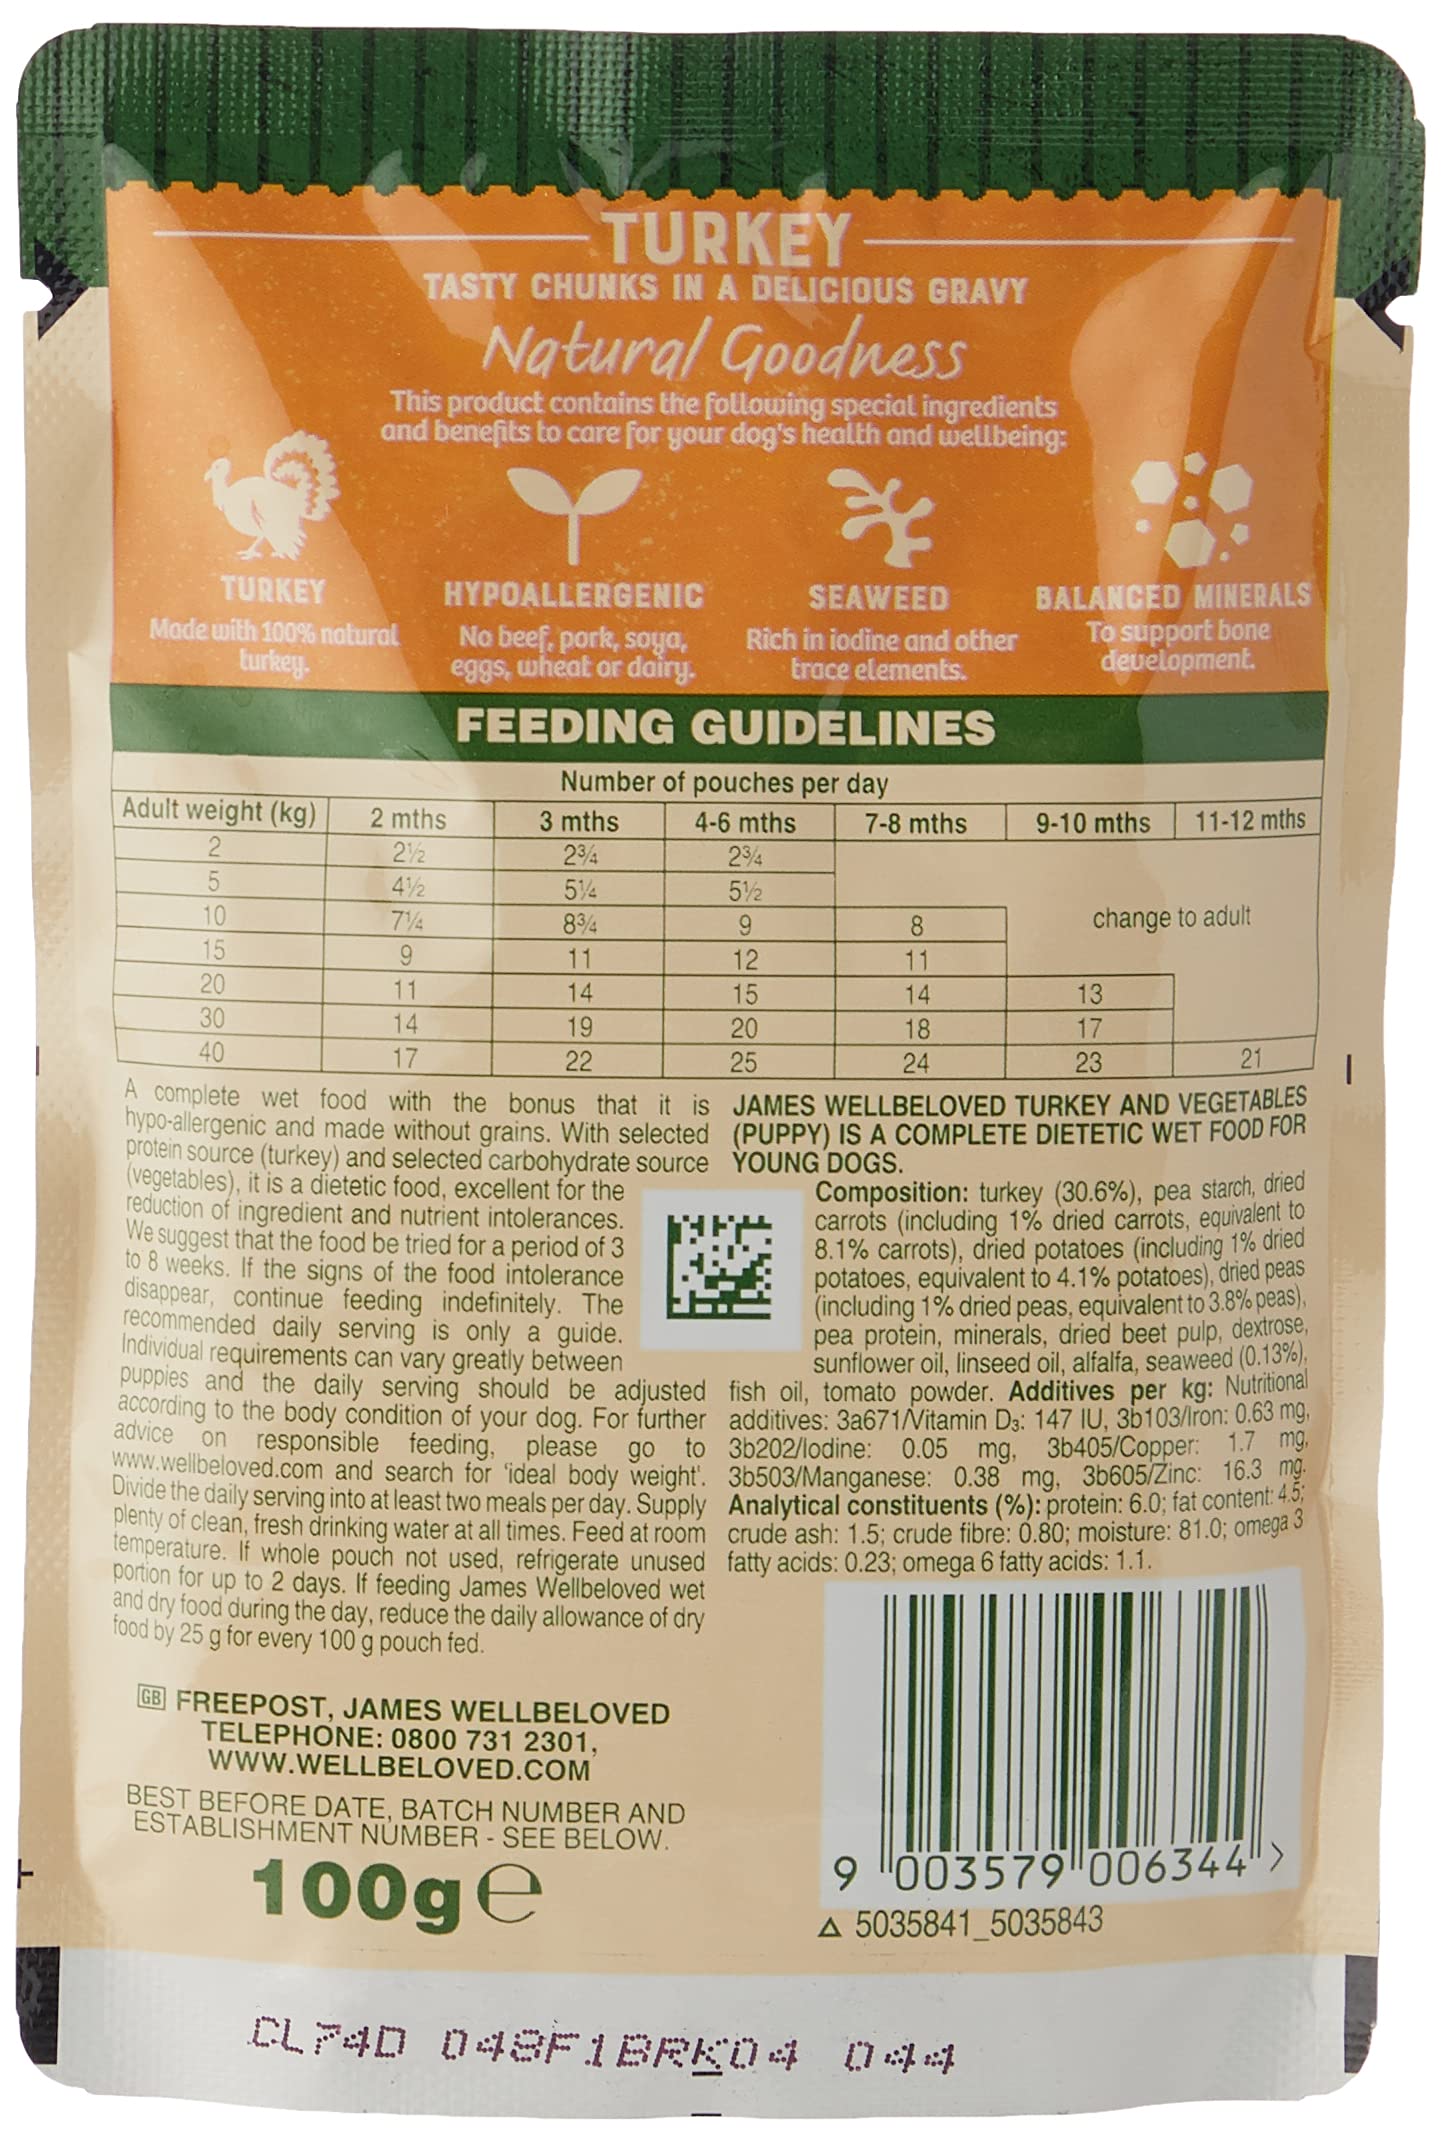 TURKEY
TASTY CHUNKS IN A DELICIOUS GRAVY
Natural Goodness
This product contains the following special ingredients
and benefits to care for your dog's health and wellbeing:
TURKEY
Made with 100% natural
turkey.
HYPOALLERGENIC
No beef, pork, soya,
eggs, wheat or dairy.
SEAWEED
Rich in iodine and other
trace elements.
BALANCED MINERALS
To support bone
development.
FEEDING GUIDELINES
Number of pouches per day
Adult weight (kg) 2 mths 3 mths 4-6 mths 7-8 mths 9-10 mths 11-12 mths
2 2½ 2¾ 2¾
5 4½ 5¼ 5½
10 7¼ 8¾ 9 8 change to adult
15 9 11 12 11
20 11 14 15 14 13
30 14 19 20 18 17
40 17 22 25 24 23 21
A complete wet food with the bonus that it is
hypo-allergenic and made without grains. With selected
protein source (turkey) and selected carbohydrate source
(vegetables), it is a dietetic food, excellent for the
reduction of ingredient and nutrient intolerances.
We suggest that the food be tried for a period of 3
to 8 weeks. If the signs of the food intolerance
disappear, continue feeding indefinitely. The
recommended daily serving is only a guide.
Individual requirements can vary greatly between
puppies and the daily serving should be adjusted
according to the body condition of your dog. For further
advice on responsible feeding, please go to
www.wellbeloved.com and search for 'ideal body weight'.
Divide the daily serving into at least two meals per day. Supply
plenty of clean, fresh drinking water at all times. Feed at room
temperature. If whole pouch not used, refrigerate unused
portion for up to 2 days. If feeding James Wellbeloved wet
and dry food during the day, reduce the daily allowance of dry
food by 25 g for every 100 g pouch fed.
JAMES WELLBELOVED TURKEY AND VEGETABLES
(PUPPY) IS A COMPLETE DIETETIC WET FOOD FOR
YOUNG DOGS.
Composition: turkey (30.6%), pea starch, dried
carrots (including 1% dried carrots, equivalent to
8.1% carrots), dried potatoes (including 1% dried
potatoes, equivalent to 4.1% potatoes), dried peas
(including 1% dried peas, equivalent to 3.8% peas),
pea protein, minerals, dried beet pulp, dextrose,
sunflower oil, linseed oil, alfalfa, seaweed (0.13%),
fish oil, tomato powder. Additives per kg: Nutritional
additives: 3a671/Vitamin D₃: 147 IU, 3b103/Iron: 0.63 mg,
3b202/Iodine: 0.05 mg, 3b405/Copper: 1.7 mg,
3b503/Manganese: 0.38 mg, 3b605/Zinc: 16.3 mg.
Analytical constituents (%): protein: 6.0; fat content: 4.5;
crude ash: 1.5; crude fibre: 0.80; moisture: 81.0; omega 3
fatty acids: 0.23; omega 6 fatty acids: 1.1.
GB FREEPOST, JAMES WELLBELOVED
TELEPHONE: 0800 731 2301,
WWW.WELLBELOVED.COM
BEST BEFORE DATE, BATCH NUMBER AND
ESTABLISHMENT NUMBER - SEE BELOW.
100g ℮
9 003579 006344 >
△ 5035841_5035843
CL74D 048F1BRK04 044